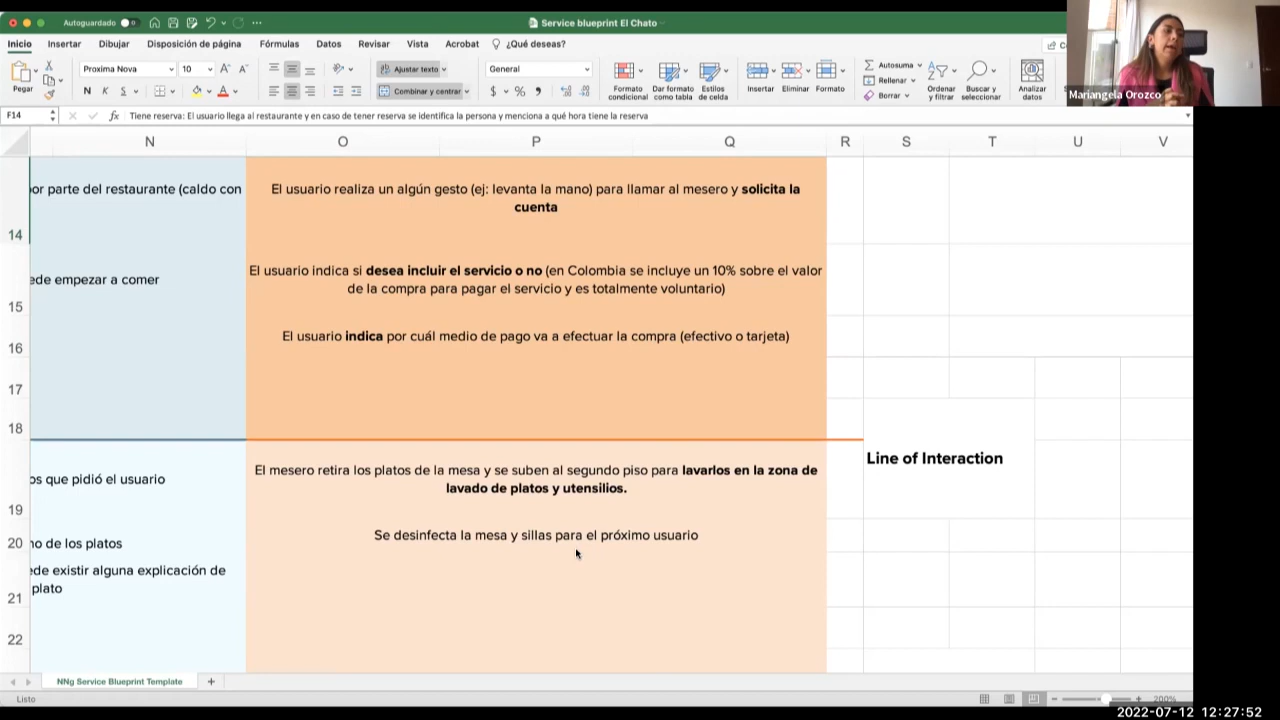 Autoguardado
Service blueprint El Chato
Inicio Insertar Dibujar Disposición de página Fórmulas Datos Revisar Vista Acrobat ¿Qué deseas?
Pegar
Proxima Nova 10
N K S
Ajustar texto
Combinar y centrar
General
$ % 000
Formato condicional
Dar formato como tabla
Estilos de celda
Insertar Eliminar Formato
Autosuma
Rellenar
Borrar
Ordenar y filtrar
Buscar y seleccionar
Analizar datos
Mariangela Orozco
F14 fx Tiene reserva: El usuario llega al restaurante y en caso de tener reserva se identifica la persona y menciona a qué hora tiene la reserva
N O P Q R S T U V
por parte del restaurante (caldo con
El usuario realiza un algún gesto (ej: levanta la mano) para llamar al mesero y solicita la
cuenta
14
El usuario indica si desea incluir el servicio o no (en Colombia se incluye un 10% sobre el valor
ede empezar a comer
de la compra para pagar el servicio y es totalmente voluntario)
15
El usuario indica por cuál medio de pago va a efectuar la compra (efectivo o tarjeta)
16
17
18
Line of Interaction
El mesero retira los platos de la mesa y se suben al segundo piso para lavarlos en la zona de
os que pidió el usuario
lavado de platos y utensilios.
19
Se desinfecta la mesa y sillas para el próximo usuario
20
no de los platos
ede existir alguna explicación de
plato
21
22
NNg Service Blueprint Template
Listo
200%
2022-07-12 12:27:52